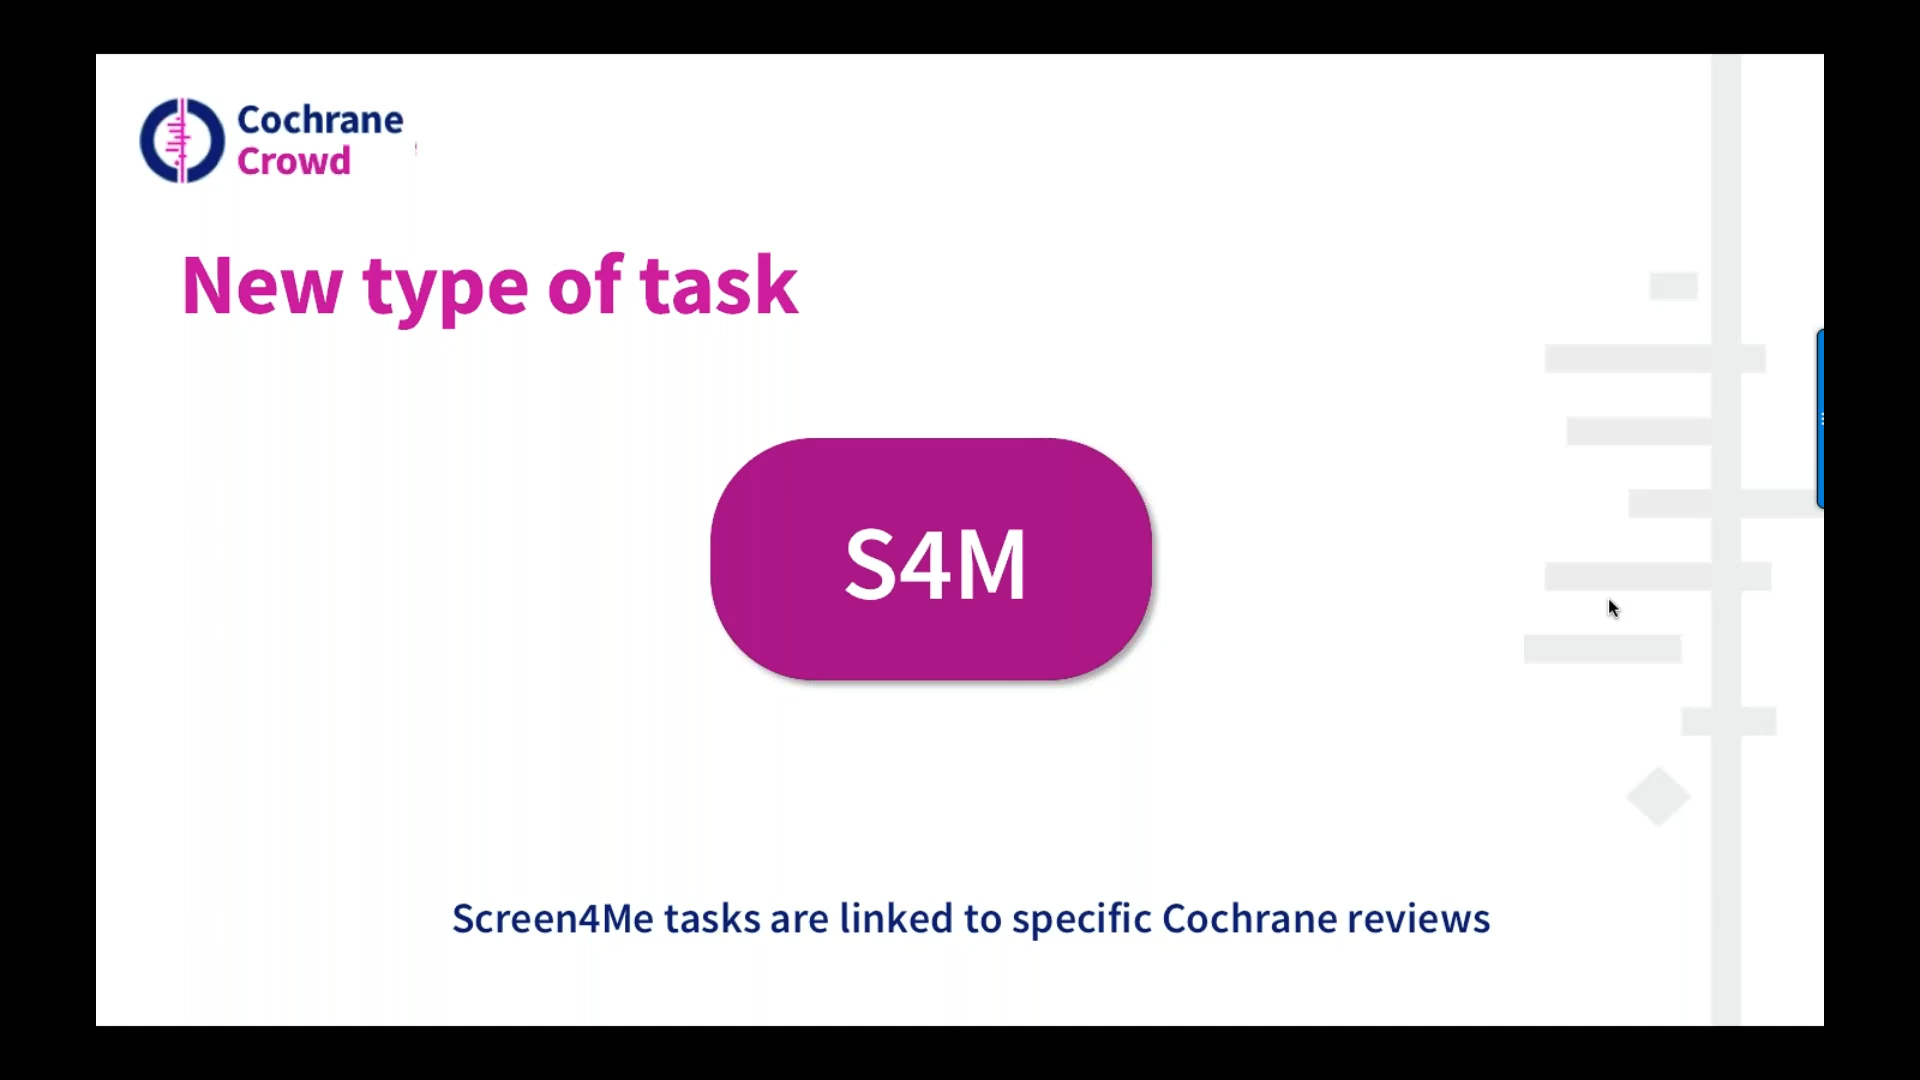 Cochrane
Crowd
New type of task
S4M
Screen4Me tasks are linked to specific Cochrane reviews